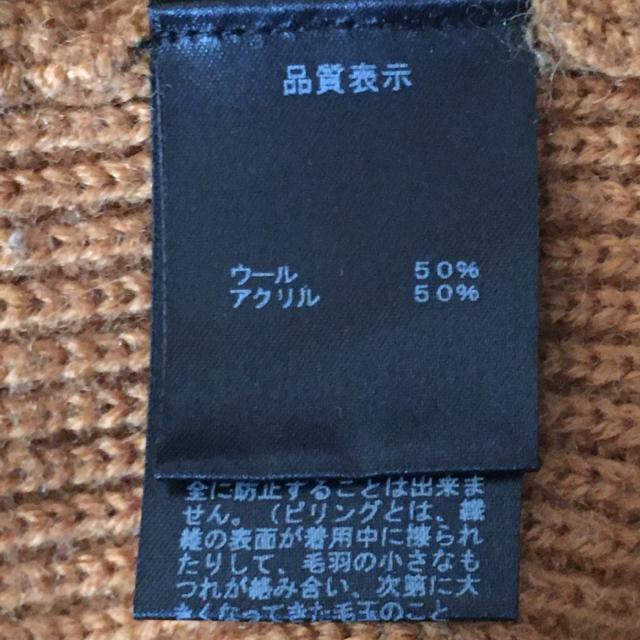 品質表示
ウール 50%
アクリル 50%
全に防止することは出来ま
せん。（ピリングとは、繊
維の表面が着用中に擦られ
たりして、毛羽の小さなも
つれが絡み合い、次第に大
きくなってきた毛玉のこと